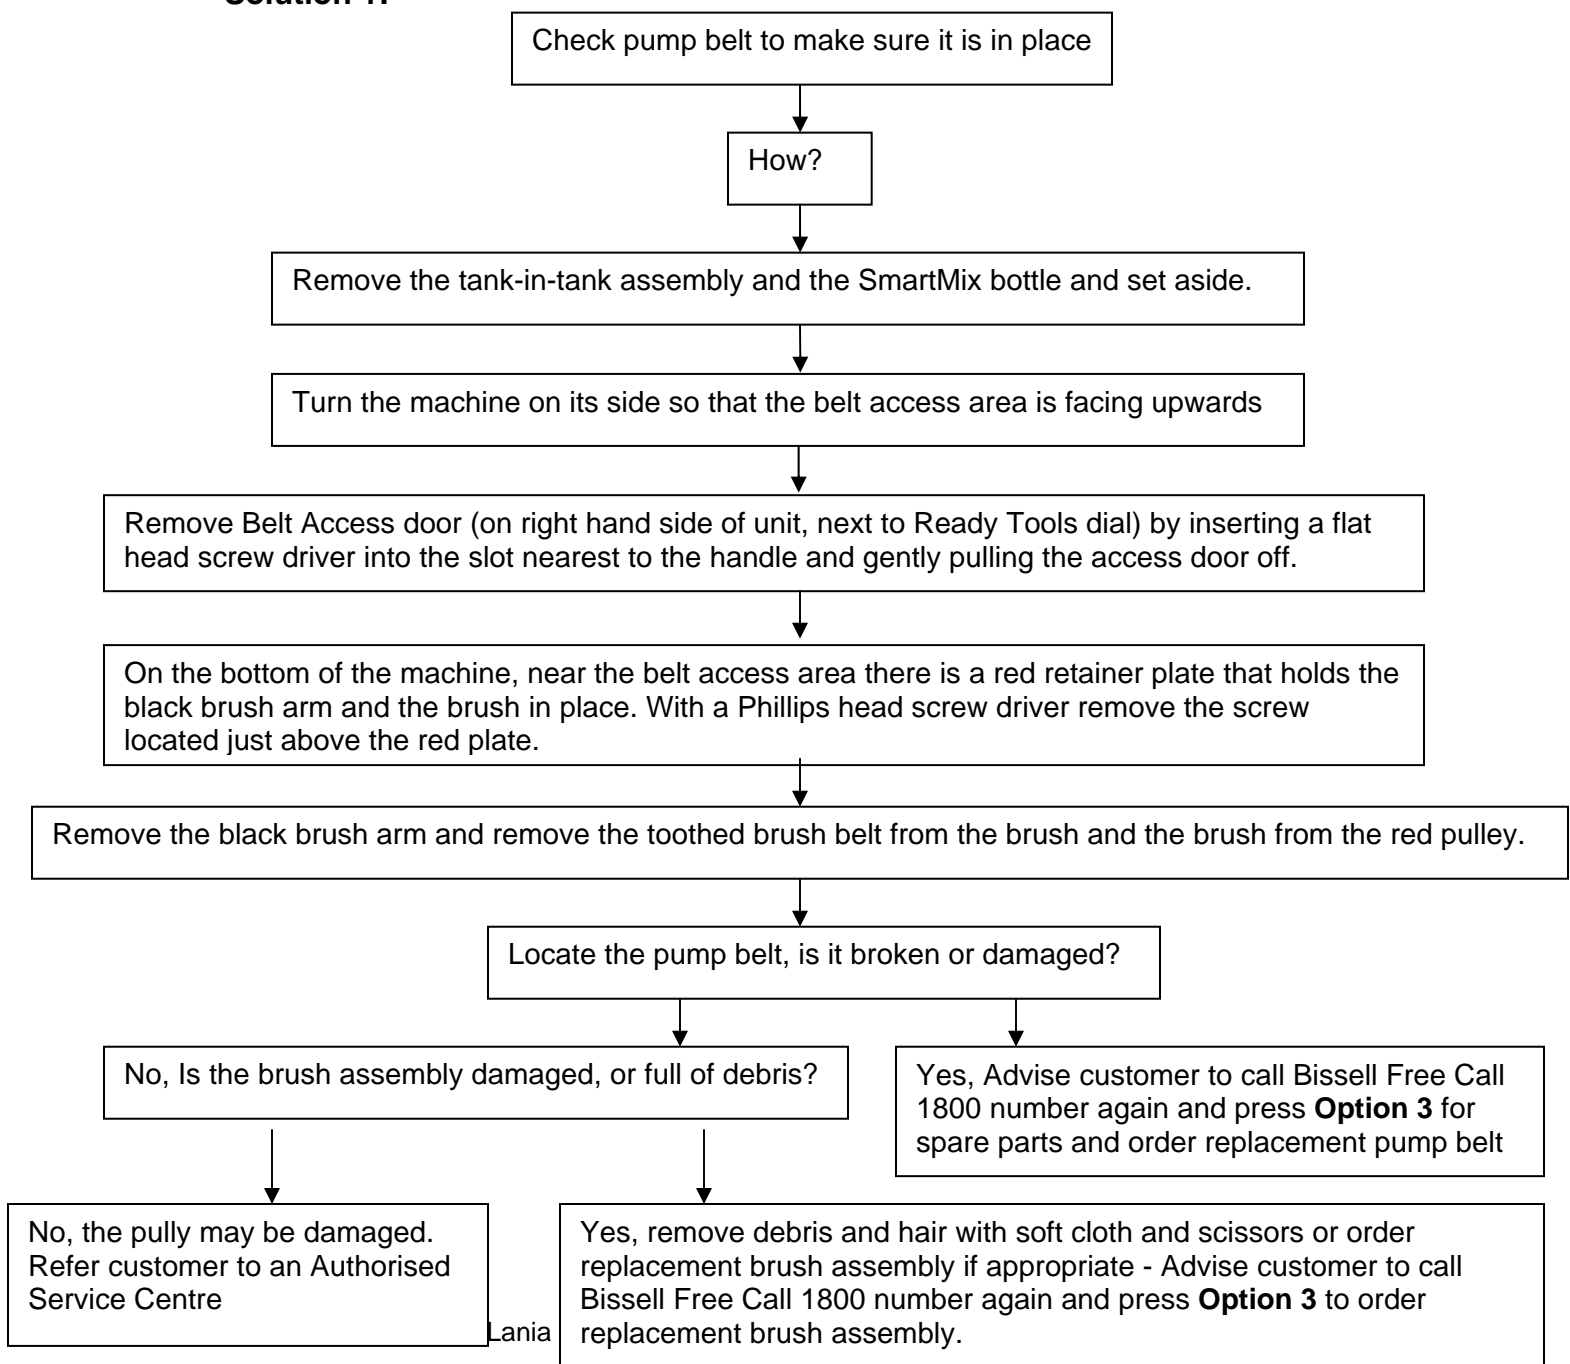 Solution 1:
Check pump belt to make sure it is in place
How?
Remove the tank-in-tank assembly and the SmartMix bottle and set aside.
Turn the machine on its side so that the belt access area is facing upwards
Remove Belt Access door (on right hand side of unit, next to Ready Tools dial) by inserting a flat
head screw driver into the slot nearest to the handle and gently pulling the access door off.
On the bottom of the machine, near the belt access area there is a red retainer plate that holds the
black brush arm and the brush in place. With a Phillips head screw driver remove the screw
located just above the red plate.
Remove the black brush arm and remove the toothed brush belt from the brush and the brush from the red pulley.
Locate the pump belt, is it broken or damaged?
No, Is the brush assembly damaged, or full of debris?
Yes, Advise customer to call Bissell Free Call
1800 number again and press Option 3 for
spare parts and order replacement pump belt
No, the pully may be damaged.
Refer customer to an Authorised
Service Centre
Yes, remove debris and hair with soft cloth and scissors or order
replacement brush assembly if appropriate - Advise customer to call
Bissell Free Call 1800 number again and press Option 3 to order
replacement brush assembly.
Lania